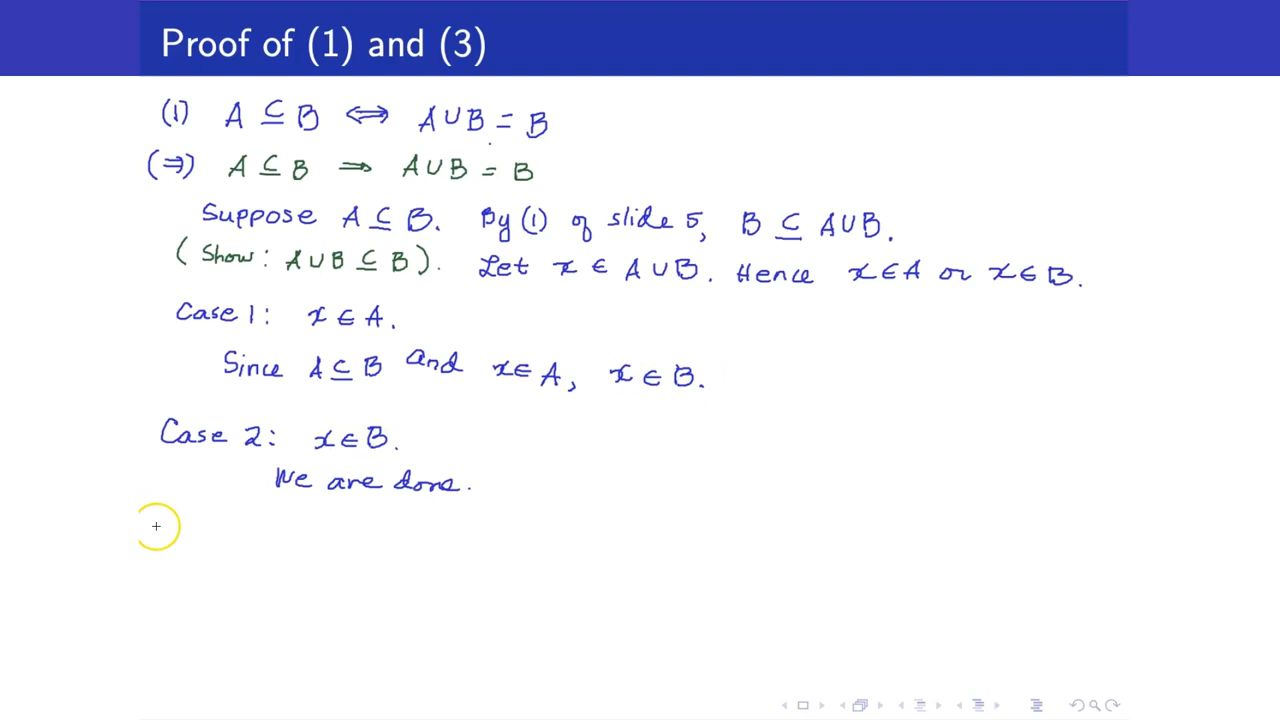 Proof of (1) and (3)
(1) A ⊆ B ⟺ A ∪ B = B
(⇒) A ⊆ B ⟹ A ∪ B = B
Suppose A ⊆ B. By (1) of slide 5, B ⊆ A ∪ B.
(Show: A ∪ B ⊆ B). Let x ∈ A ∪ B. Hence x ∈ A or x ∈ B.
Case 1: x ∈ A.
Since A ⊆ B and x ∈ A, x ∈ B.
Case 2: x ∈ B.
We are done.